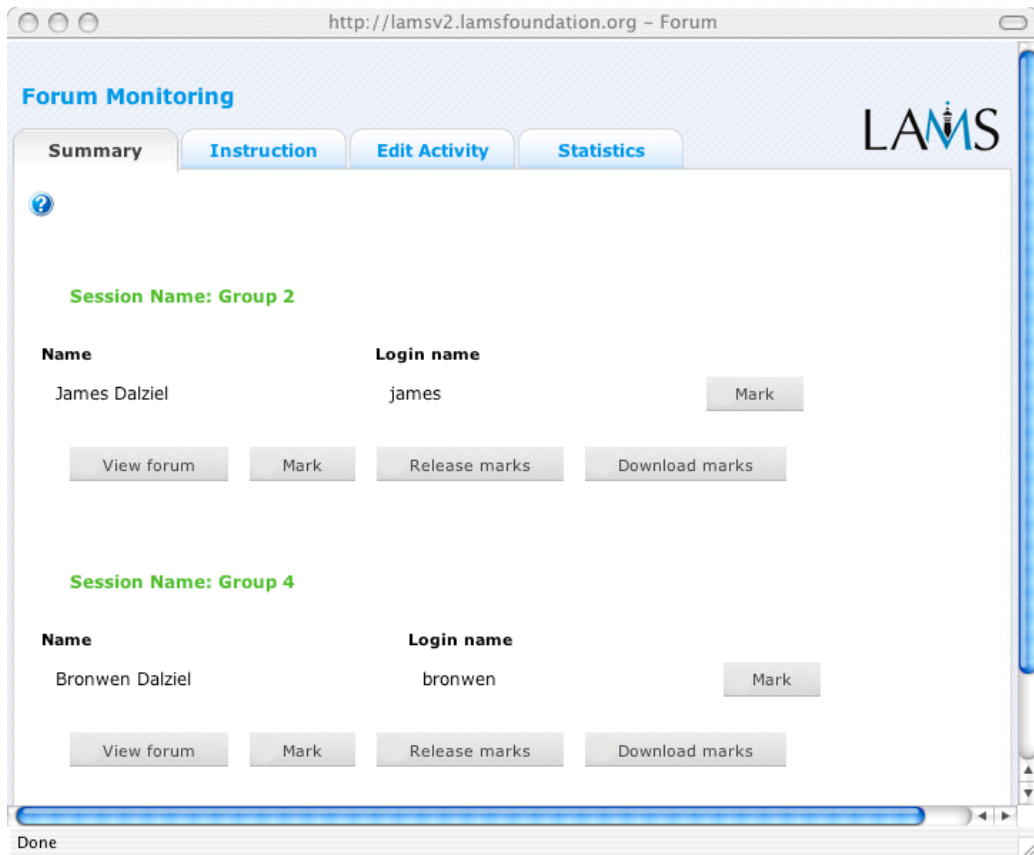 http://lamsv2.lamsfoundation.org – Forum
Forum Monitoring
LAMS
Summary Instruction Edit Activity Statistics
?
Session Name: Group 2
Name Login name
James Dalziel james Mark
View forum Mark Release marks Download marks
Session Name: Group 4
Name Login name
Bronwen Dalziel bronwen Mark
View forum Mark Release marks Download marks
Done